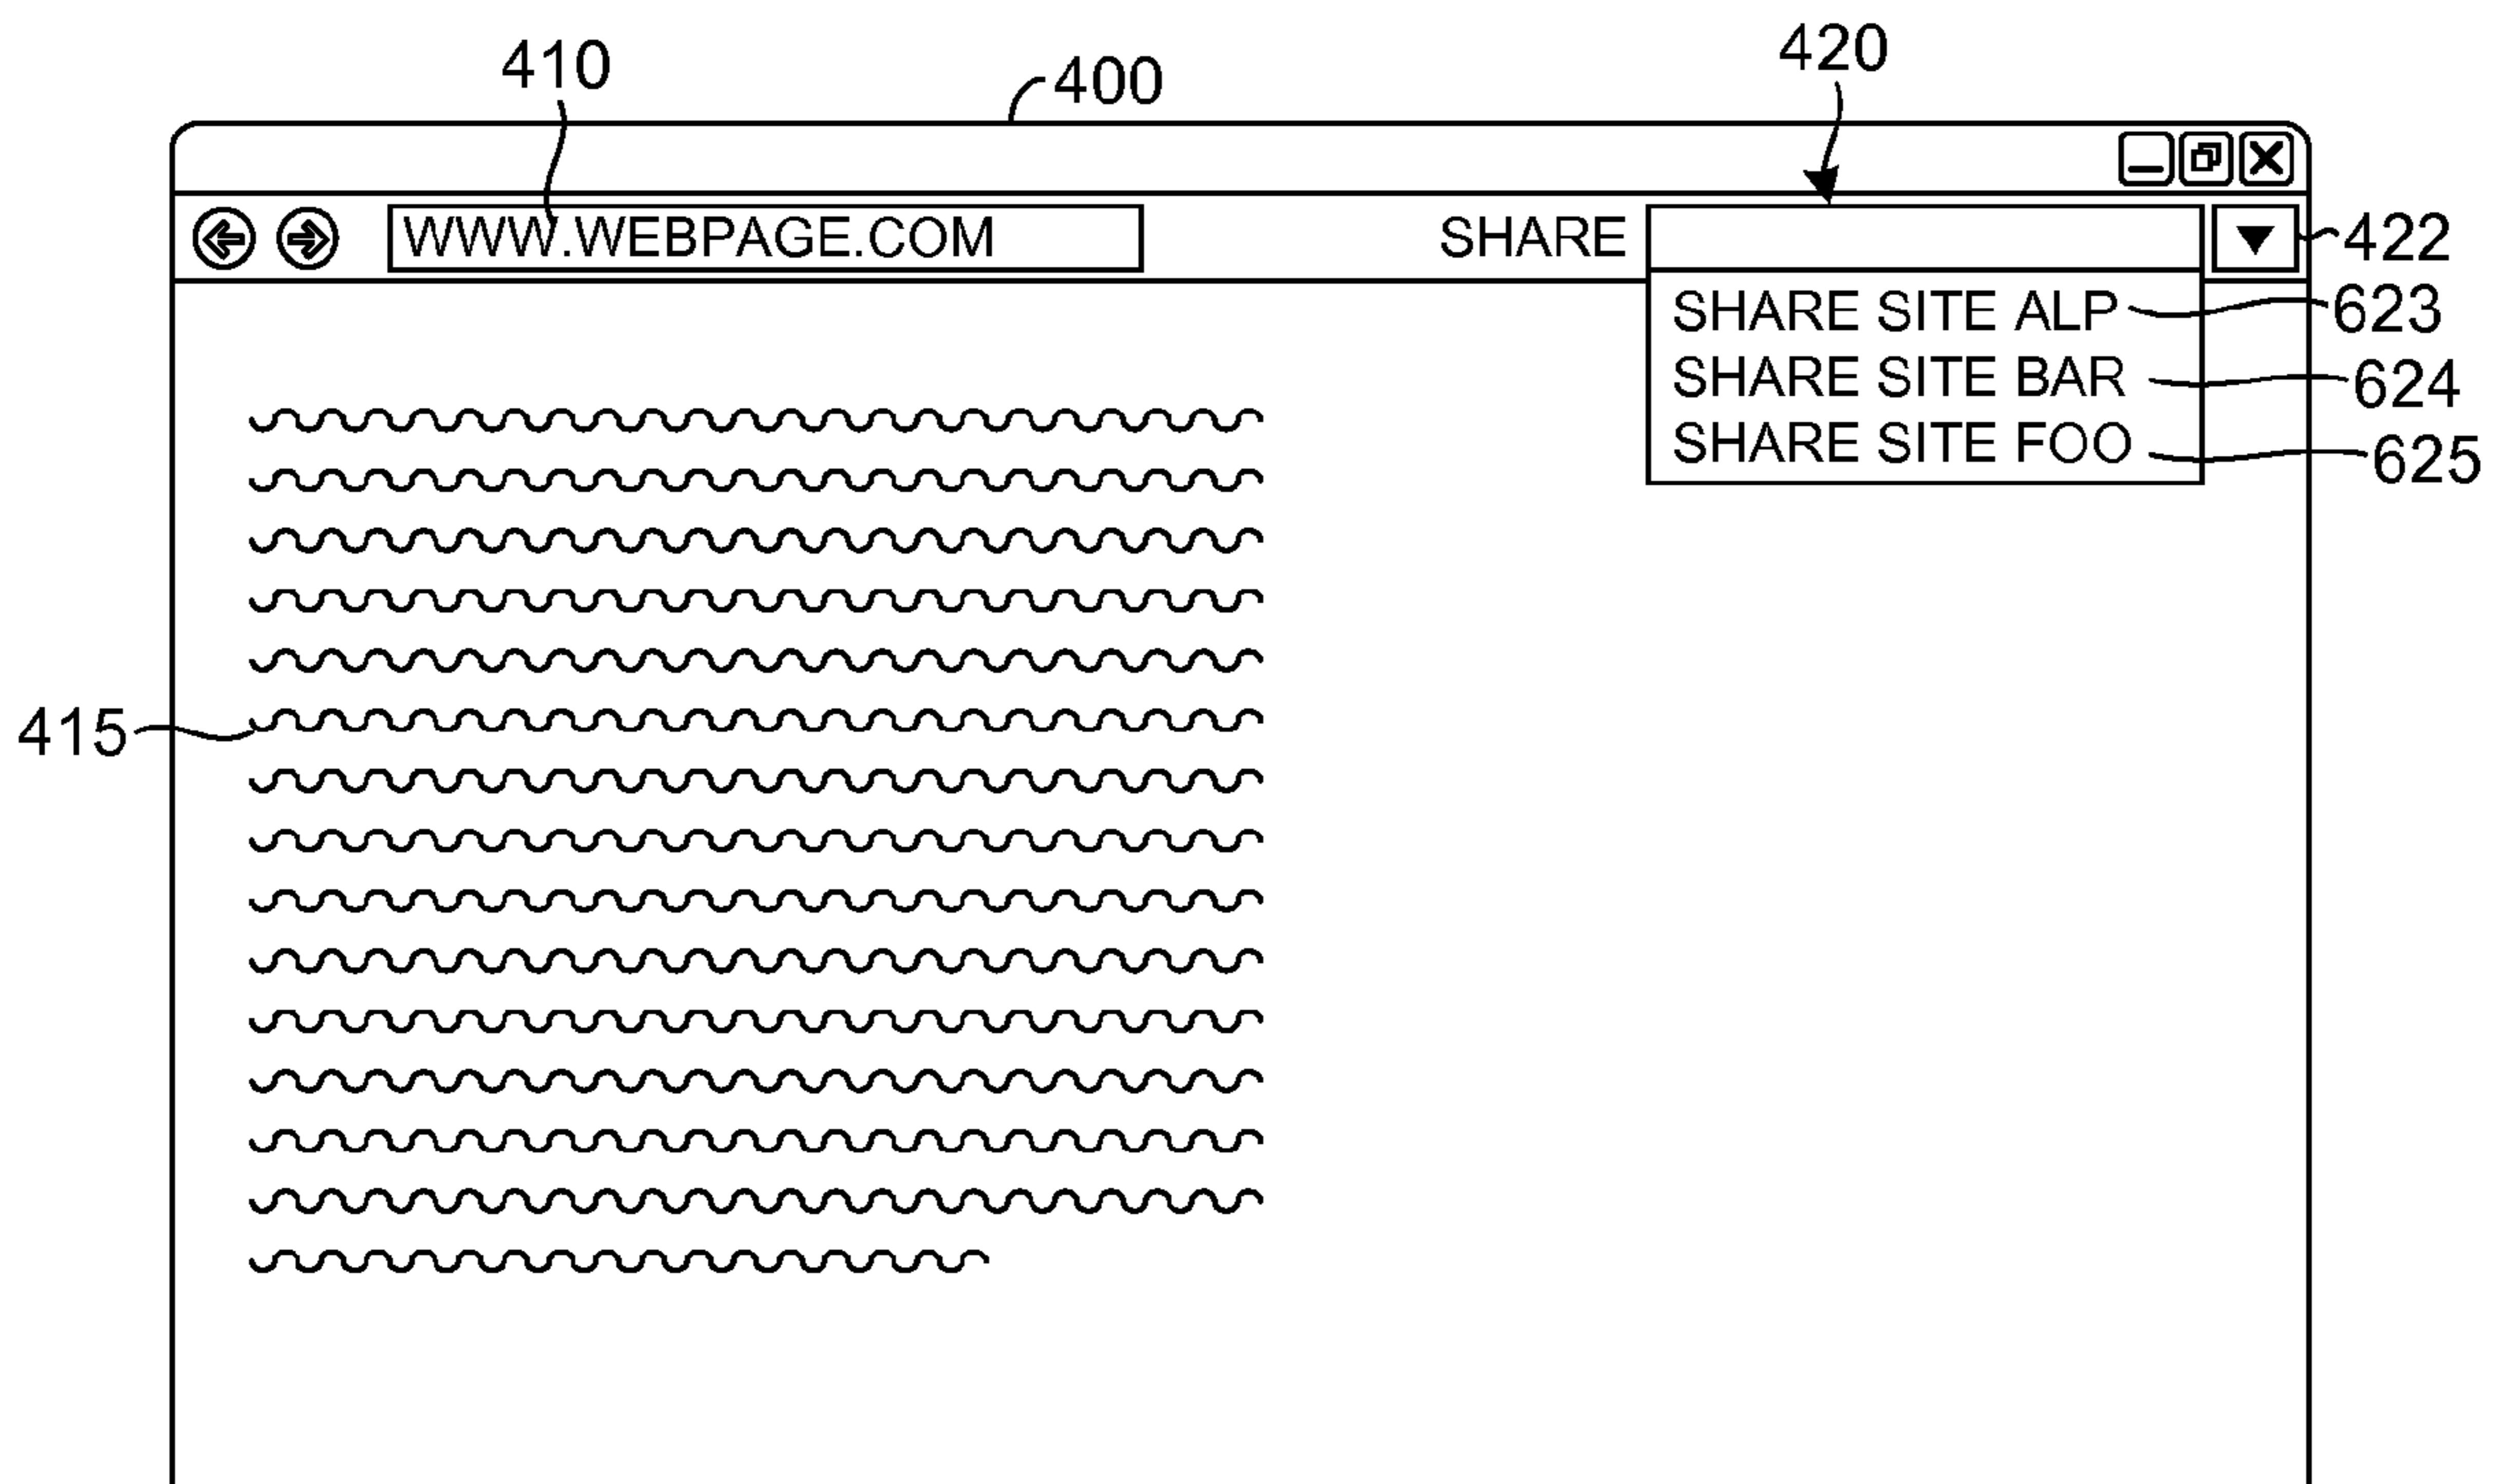 410
400
420
WWW.WEBPAGE.COM
SHARE
422
SHARE SITE ALP
623
SHARE SITE BAR
624
SHARE SITE FOO
625
415